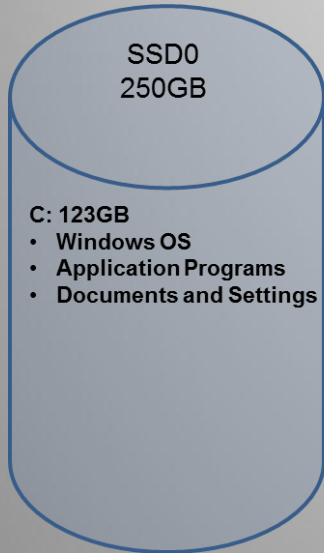 SSD0
250GB
C: 123GB
• Windows OS
• Application Programs
• Documents and Settings